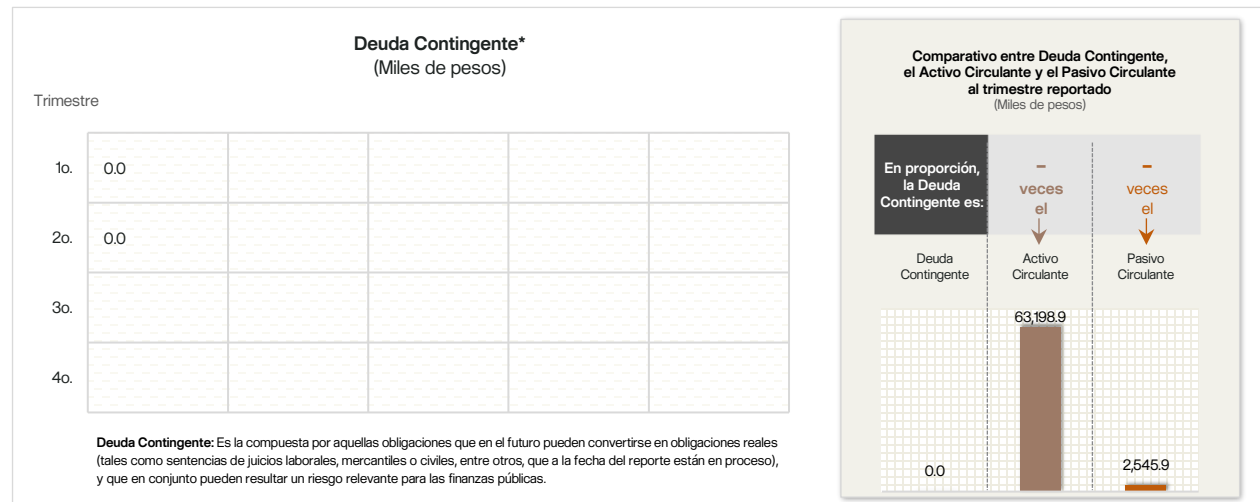 Deuda Contingente*
(Miles de pesos)
Trimestre
1o. 0.0
2o. 0.0
3o.
4o.
Deuda Contingente: Es la compuesta por aquellas obligaciones que en el futuro pueden convertirse en obligaciones reales
(tales como sentencias de juicios laborales, mercantiles o civiles, entre otros, que a la fecha del reporte están en proceso),
y que en conjunto pueden resultar un riesgo relevante para las finanzas públicas.
Comparativo entre Deuda Contingente,
el Activo Circulante y el Pasivo Circulante
al trimestre reportado
(Miles de pesos)
En proporción,
la Deuda
Contingente es:
–
veces
el
–
veces
el
Deuda
Contingente
Activo
Circulante
Pasivo
Circulante
0.0
63,198.9
2,545.9